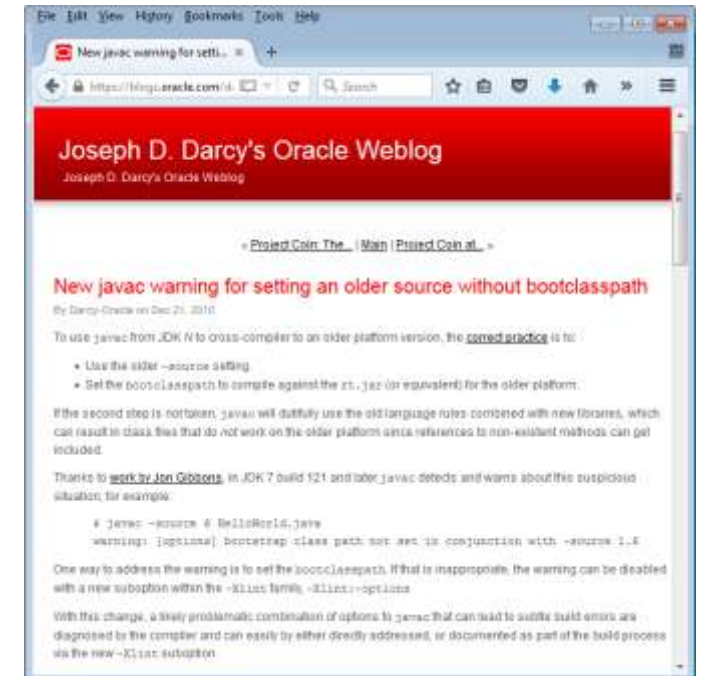 File Edit View History Bookmarks Tools Help
New javac warning for setti...
https://blogs.oracle.com/d Search
Joseph D. Darcy's Oracle Weblog
Joseph D. Darcy's Oracle Weblog
« Project Coin: The... | Main | Project Coin at... »
New javac warning for setting an older source without bootclasspath
By Darcy-Oracle on Dec 21, 2010
To use javac from JDK N to cross-compiler to an older platform version, the correct practice is to:
• Use the older -source setting.
• Set the bootclasspath to compile against the rt.jar (or equivalent) for the older platform.
If the second step is not taken, javac will dutifully use the old language rules combined with new libraries, which
can result in class files that do not work on the older platform since references to non-existent methods can get
included.
Thanks to work by Jon Gibbons, in JDK 7 build 121 and later javac detects and warns about this suspicious
situation; for example:
# javac -source 6 HelloWorld.java
warning: [options] bootstrap class path not set in conjunction with -source 1.6
One way to address the warning is to set the bootclasspath. If that is inappropriate, the warning can be disabled
with a new suboption within the -Xlint family, -Xlint:-options
With this change, a likely problematic combination of options to javac that can lead to subtle build errors are
diagnosed by the compiler and can easily by either directly addressed, or documented as part of the build process
via the new -Xlint suboption